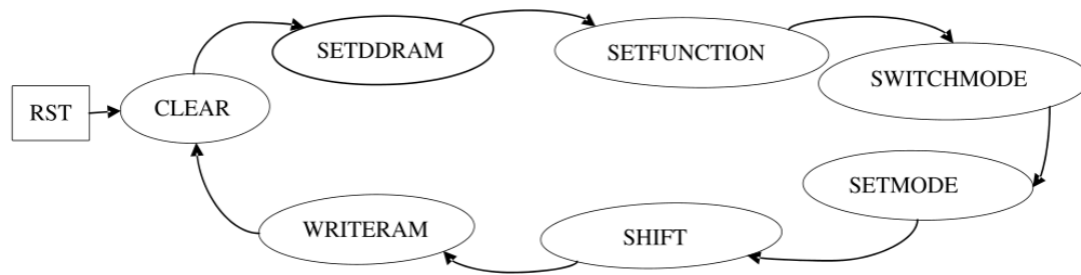 RST
CLEAR
SETDDRAM
SETFUNCTION
SWITCHMODE
SETMODE
SHIFT
WRITERAM